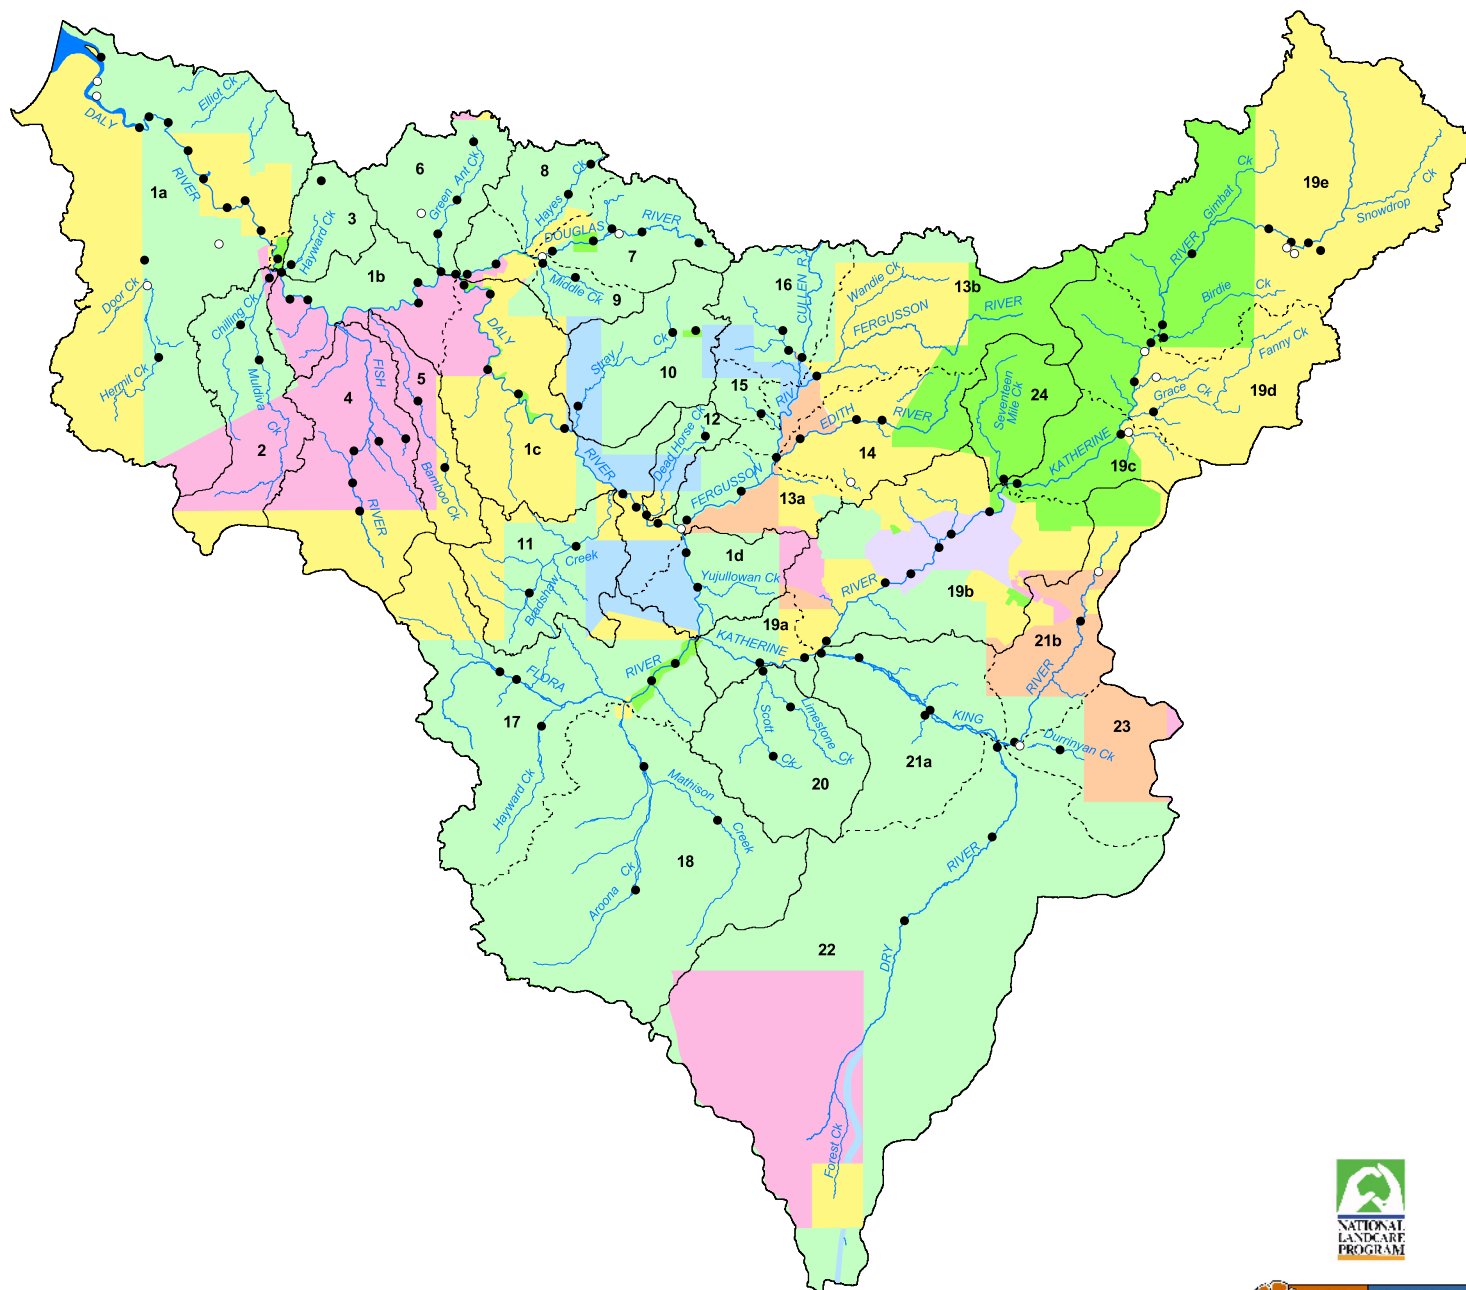 Elliot Ck
DALY
RIVER
1a
6
Green
Ant Ck
8
Hayes
Ck
3
Hayward Ck
DOUGLAS
RIVER
7
1b
Middle Ck
9
16
CULLEN R.
Wandie Ck
13b
FERGUSSON
RIVER
RIVER
Gimbat
Ck
19e
Snowdrop
Ck
Birdie
Ck
Fanny Ck
Door Ck
Chilling Ck
Hermit Ck
Muldiva
Ck
FISH
5
4
2
DALY
Stray
Ck
10
15
RIV
12
Dead Horse Ck
EDITH
RIVER
Seventeen
Mile Ck
24
Grace
Ck
19d
KATHERINE
19c
1c
RIVER
Bamboo Ck
RIVER
FERGUSSON
14
13a
11
Creek
Bradshaw
1d
Yujullowan Ck
RIVER
19b
19a
KATHERINE
21b
RIVER
FLORA
RIVER
17
Hayward Ck
Scott
Ck
Limestone
Ck
20
KING
21a
Durrinyan Ck
23
Mathison
Creek
18
Aroona
Ck
RIVER
DRY
22
Forest Ck
NATIONAL
LANDCARE
PROGRAM